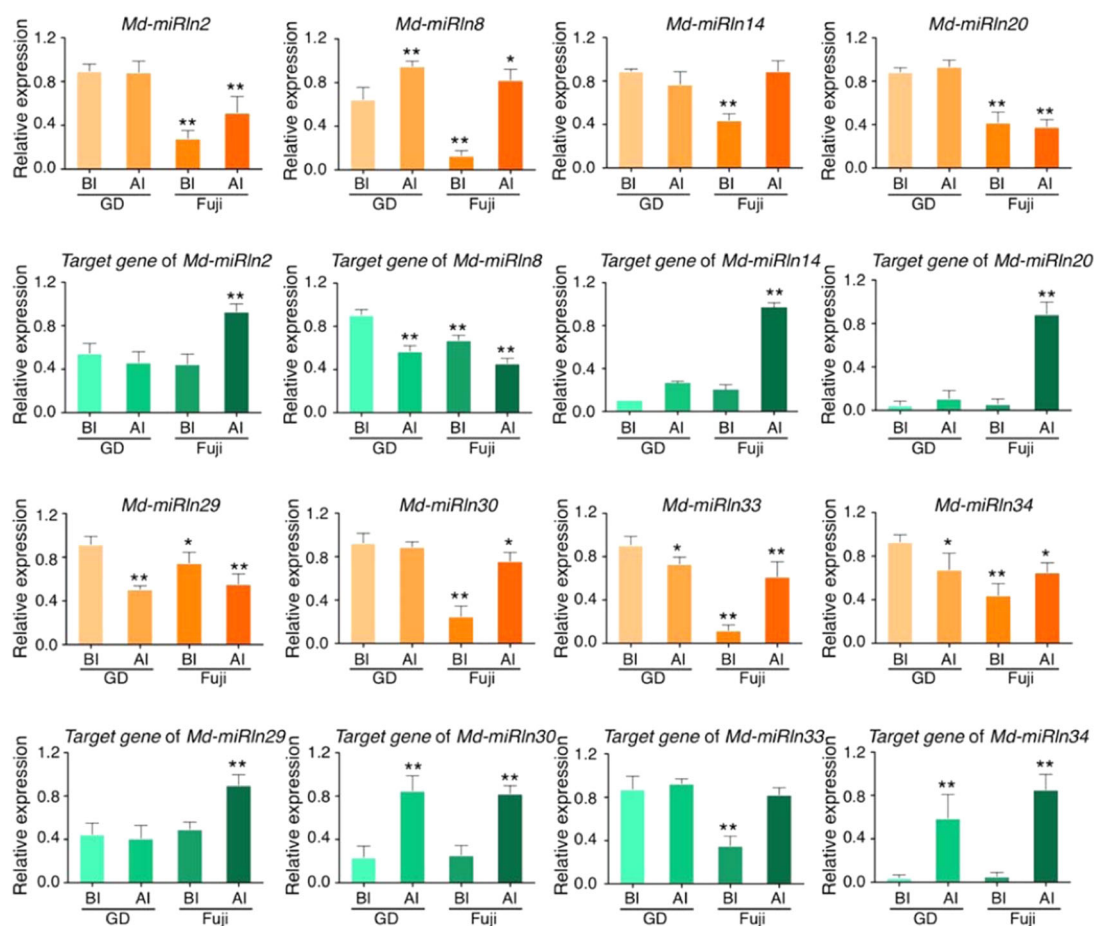 Md-miRln2 Md-miRln8 Md-miRln14 Md-miRln20
Relative expression Relative expression Relative expression Relative expression
1.2 1.2 1.2 1.2
** * 
0.8 0.8 0.8 0.8
** ** ** **
0.4 0.4 0.4 0.4
** **
0.0 0.0 0.0 0.0
BI AI BI AI BI AI BI AI BI AI BI AI BI AI BI AI
GD Fuji GD Fuji GD Fuji GD Fuji
Target gene of Md-miRln2 Target gene of Md-miRln8 Target gene of Md-miRln14 Target gene of Md-miRln20
Relative expression Relative expression Relative expression Relative expression
1.2 1.2 1.2 1.2
** ** **
0.8 0.8 0.8 0.8
** ** **
0.4 0.4 0.4 0.4
0.0 0.0 0.0 0.0
BI AI BI AI BI AI BI AI BI AI BI AI BI AI BI AI
GD Fuji GD Fuji GD Fuji GD Fuji
Md-miRln29 Md-miRln30 Md-miRln33 Md-miRln34
Relative expression Relative expression Relative expression Relative expression
1.2 1.2 1.2 1.2
* * * ** * *
0.8 0.8 0.8 0.8
** ** **
0.4 0.4 0.4 0.4
** **
0.0 0.0 0.0 0.0
BI AI BI AI BI AI BI AI BI AI BI AI BI AI BI AI
GD Fuji GD Fuji GD Fuji GD Fuji
Target gene of Md-miRln29 Target gene of Md-miRln30 Target gene of Md-miRln33 Target gene of Md-miRln34
Relative expression Relative expression Relative expression Relative expression
1.2 1.2 1.2 1.2
** ** ** ** **
0.8 0.8 0.8 0.8
**
0.4 0.4 0.4 0.4
0.0 0.0 0.0 0.0
BI AI BI AI BI AI BI AI BI AI BI AI BI AI BI AI
GD Fuji GD Fuji GD Fuji GD Fuji